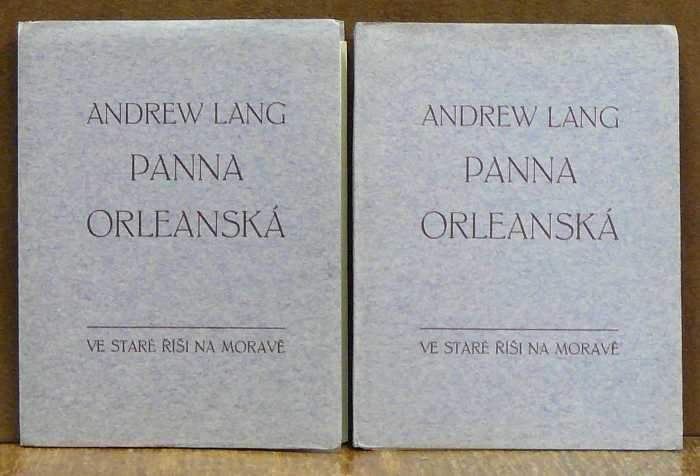 ANDREW LANG
PANNA
ORLEANSKÁ
VE STARÉ ŘÍŠI NA MORAVĚ
ANDREW LANG
PANNA
ORLEANSKÁ
VE STARÉ ŘÍŠI NA MORAVĚ